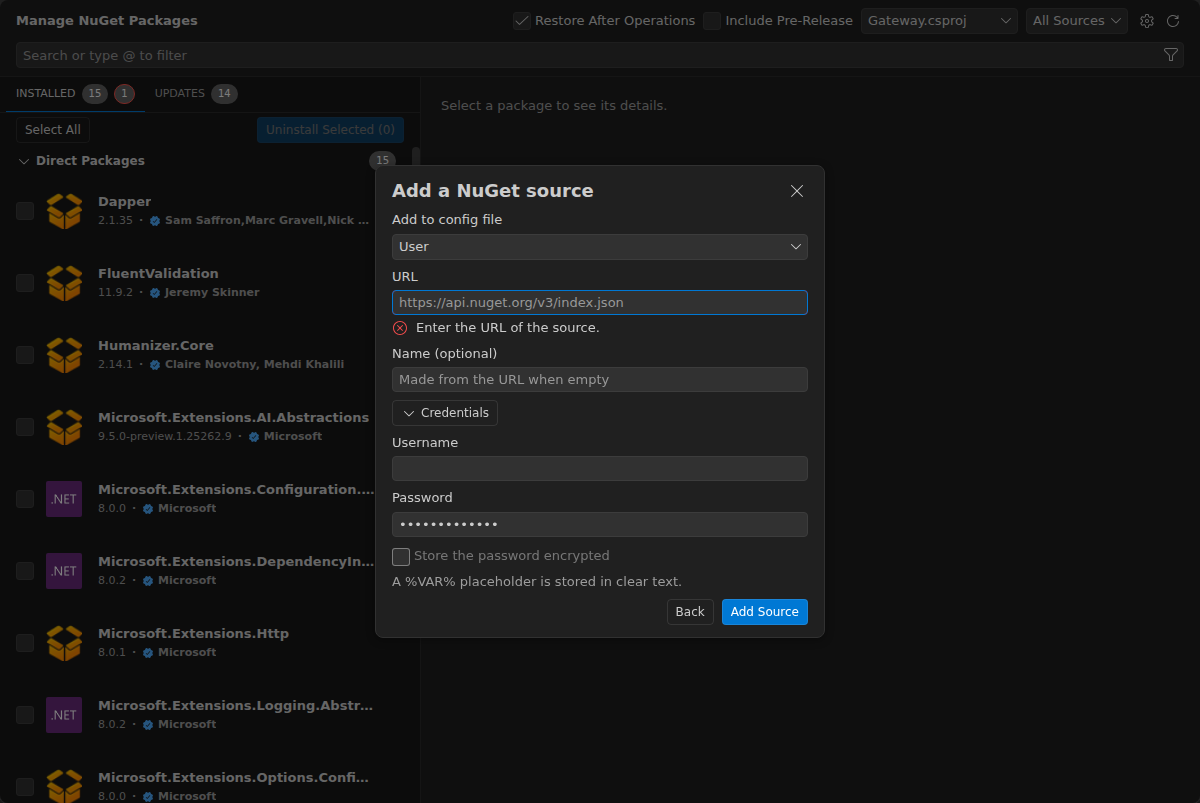 Manage NuGet Packages
Restore After Operations
Include Pre-Release
Gateway.csproj
All Sources
Search or type @ to filter
INSTALLED 15 1 UPDATES 14
Select a package to see its details.
Select All
Uninstall Selected (0)
Direct Packages 15
Dapper
2.1.35 · Sam Saffron,Marc Gravell,Nick …
FluentValidation
11.9.2 · Jeremy Skinner
Humanizer.Core
2.14.1 · Claire Novotny, Mehdi Khalili
Microsoft.Extensions.AI.Abstractions
9.5.0-preview.1.25262.9 · Microsoft
.NET
Microsoft.Extensions.Configuration.…
8.0.0 · Microsoft
.NET
Microsoft.Extensions.DependencyIn…
8.0.2 · Microsoft
Microsoft.Extensions.Http
8.0.1 · Microsoft
.NET
Microsoft.Extensions.Logging.Abstr…
8.0.2 · Microsoft
Microsoft.Extensions.Options.Confi…
8.0.0 · Microsoft
Add a NuGet source
Add to config file
User
URL
https://api.nuget.org/v3/index.json
Enter the URL of the source.
Name (optional)
Made from the URL when empty
Credentials
Username
Password
•••••••••••••
Store the password encrypted
A %VAR% placeholder is stored in clear text.
Back
Add Source